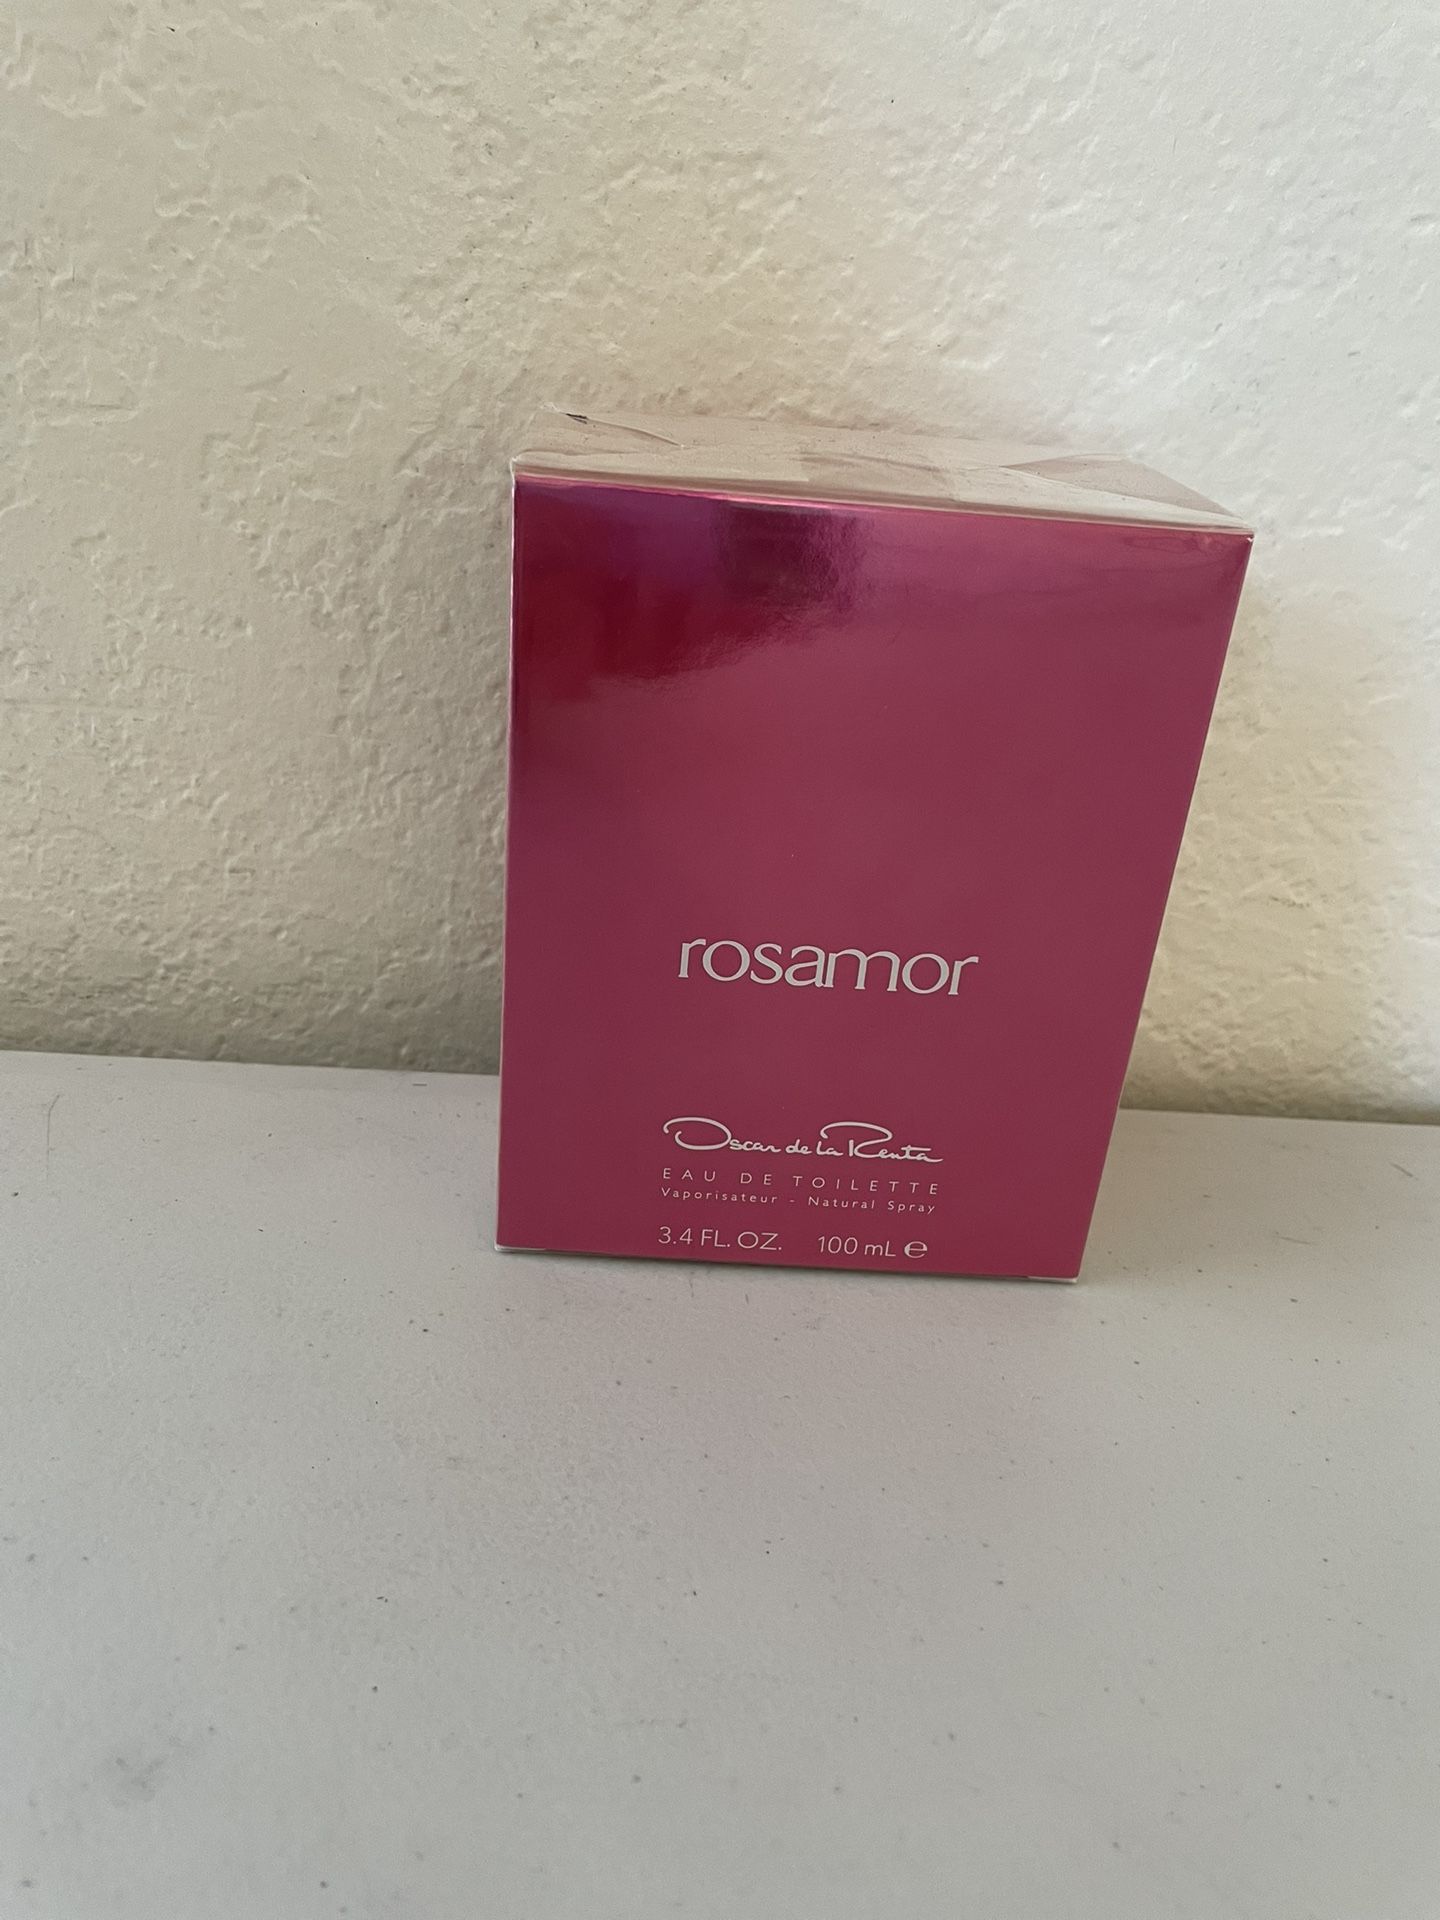 rosamor
Oscar de la Renta
EAU DE TOILETTE
Vaporisateur - Natural Spray
3.4 FL. OZ. 100 mL ℮